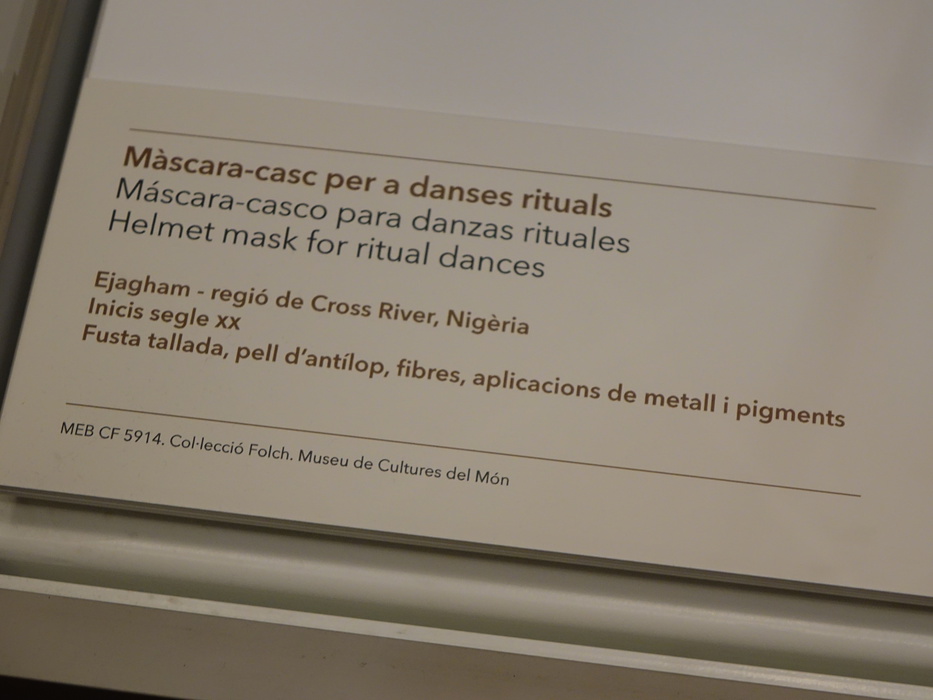 Màscara-casc per a danses rituals
Máscara-casco para danzas rituales
Helmet mask for ritual dances
Ejagham - regió de Cross River, Nigèria
Inicis segle XX
Fusta tallada, pell d’antílop, fibres, aplicacions de metall i pigments
MEB CF 5914. Col·lecció Folch. Museu de Cultures del Món